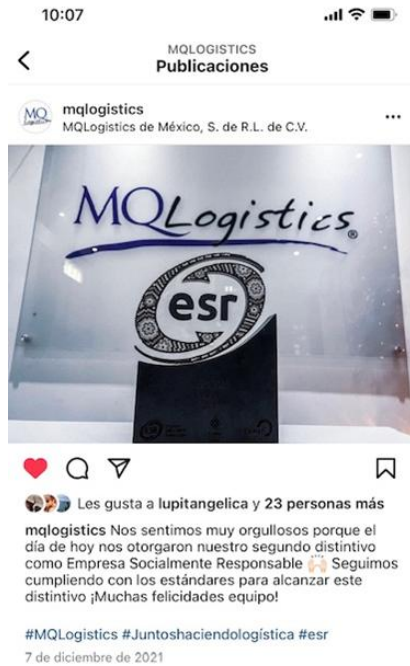 10:07
MQLOGISTICS
Publicaciones
mqlogistics
MQLogistics de México, S. de R.L. de C.V.
MQLogistics®
esr
Les gusta a lupitangelica y 23 personas más
mqlogistics Nos sentimos muy orgullosos porque el
día de hoy nos otorgaron nuestro segundo distintivo
como Empresa Socialmente Responsable 🙌🏻 Seguimos
cumpliendo con los estándares para alcanzar este
distintivo ¡Muchas felicidades equipo!
#MQLogistics #Juntoshaciendologística #esr
7 de diciembre de 2021